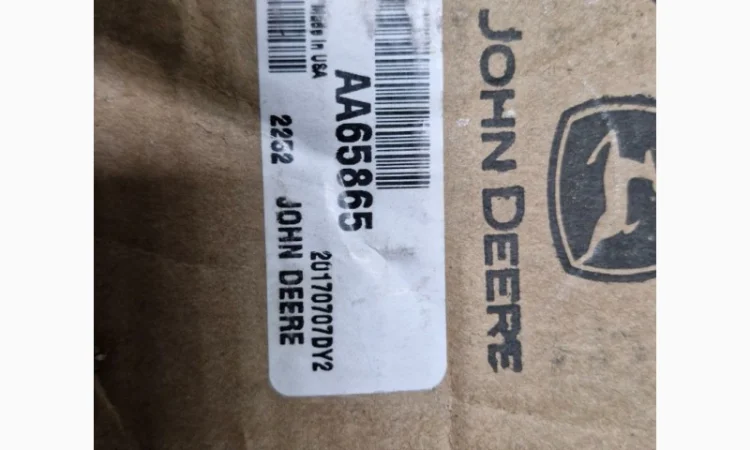 Made in USA
AA65865
20170707DY2
2252 JOHN DEERE
JOHN DEERE